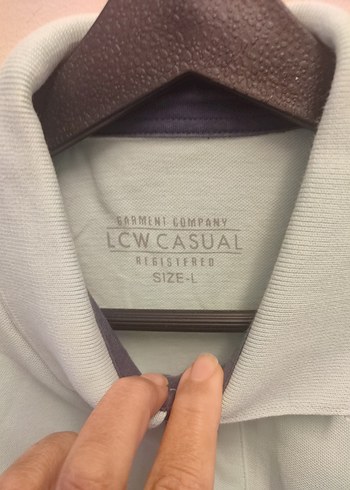 GARMENT COMPANY
LCW CASUAL
REGISTERED
SIZE-L